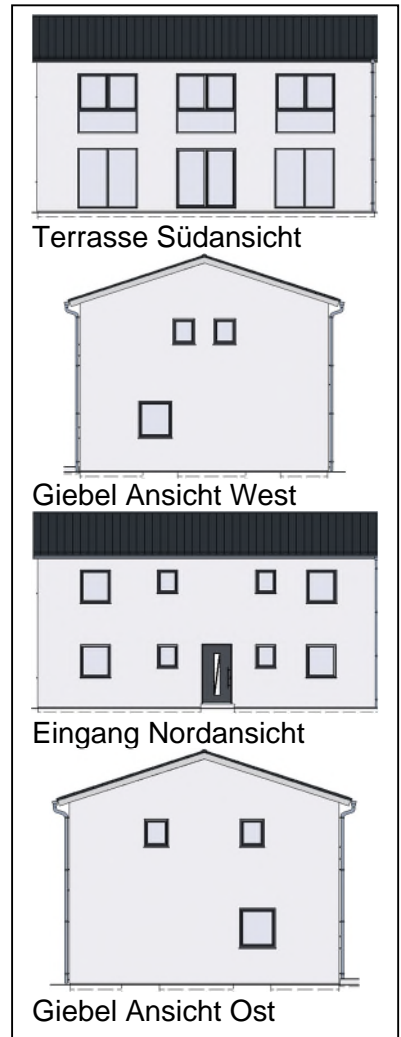 Terrasse Südansicht
Giebel Ansicht West
Eingang Nordansicht
Giebel Ansicht Ost